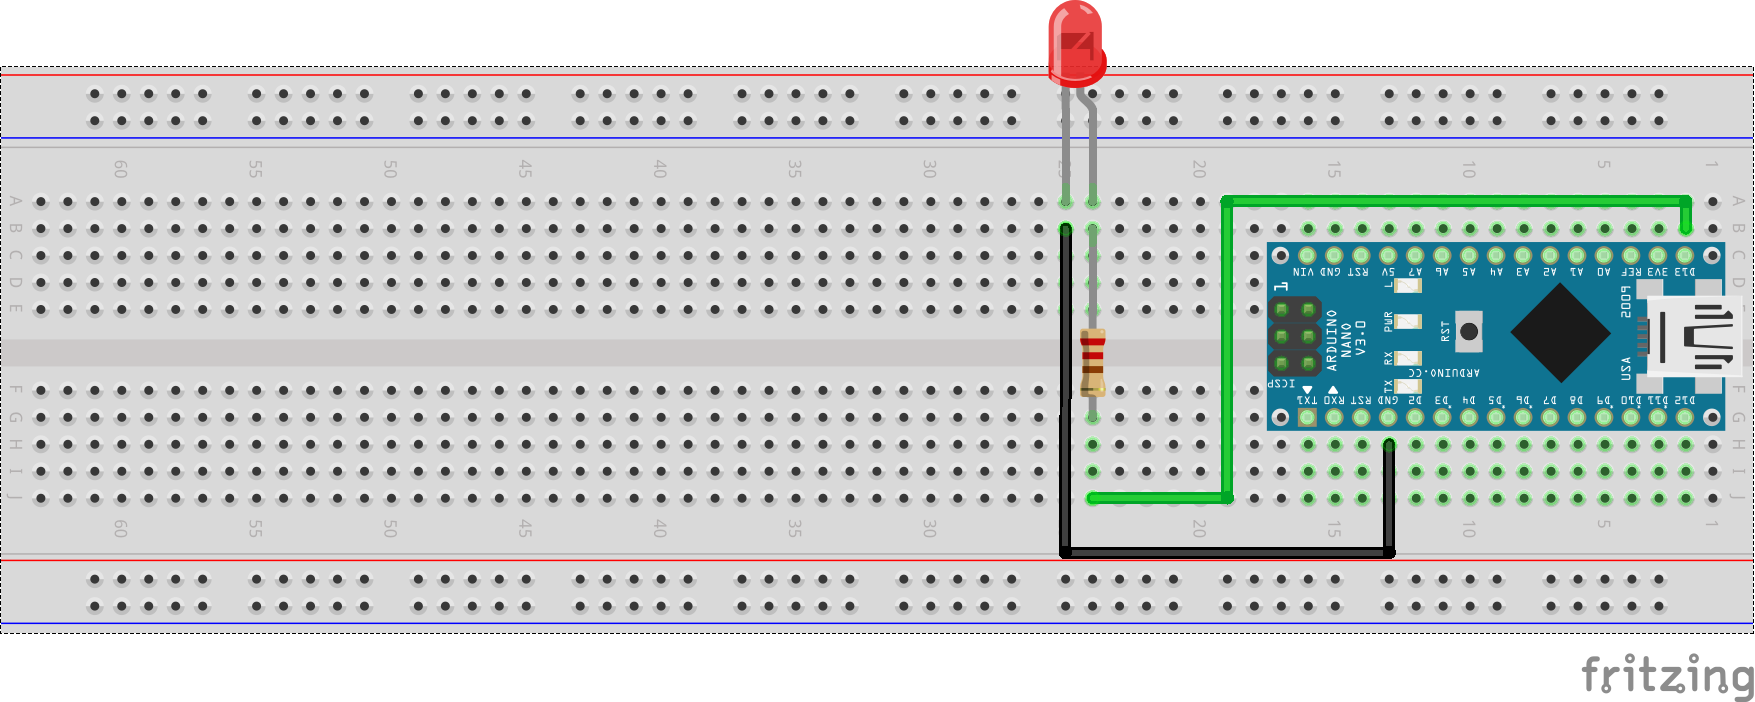 60 55 50 45 40 35 30 20 15 10 5 1
A A
B B
C C
D D
E
F F
G G
H H
I I
J J
VIN GND RST 5V A7 A6 A5 A4 A3 A2 A1 A0 REF 3V3 D13
1
L
PWR
RX
TX
RST
ARDUINO
NANO
V3.0
ARDUINO.CC
2009
USA
ICSP
TX1 RX0 RST GND D2 D3 D4 D5 D6 D7 D8 D9 D10 D11 D12
60 55 50 45 40 35 30 20 15 10 5 1
fritzing